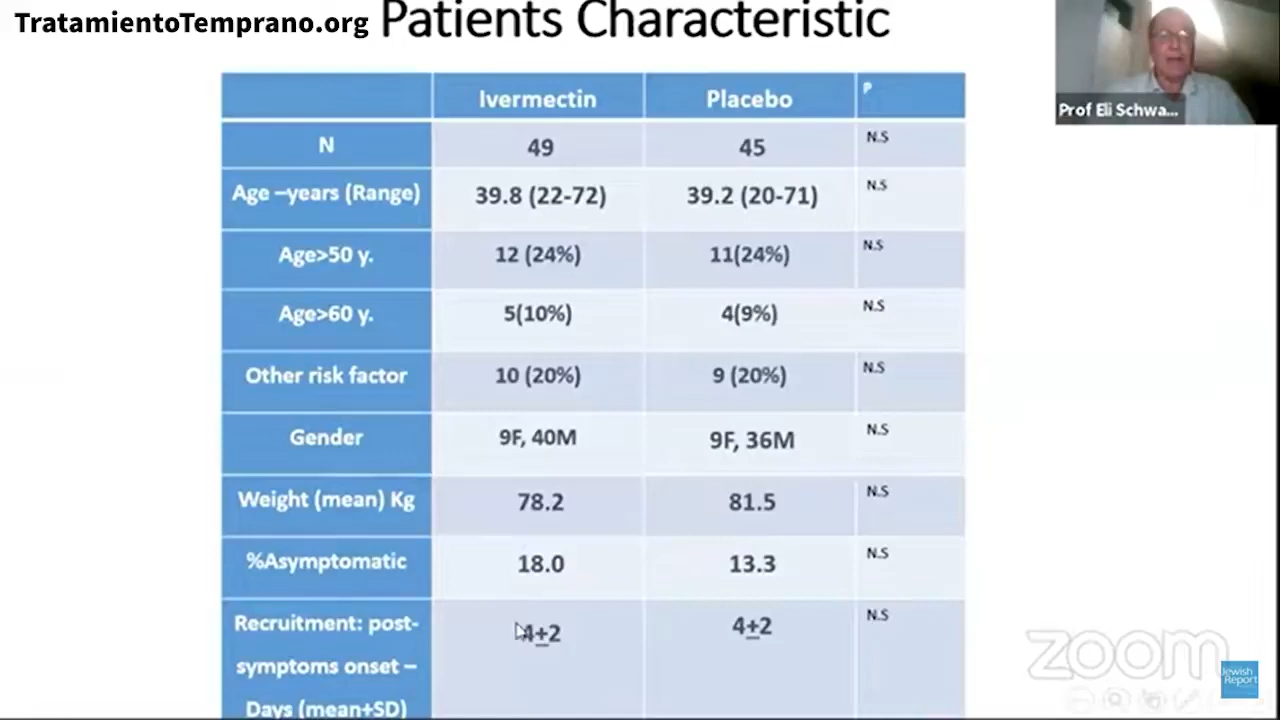 TratamientoTemprano.org
Patients Characteristic
Prof Eli Schwa...
Ivermectin Placebo P
N 49 45 N.S
Age –years (Range) 39.8 (22-72) 39.2 (20-71) N.S
Age>50 y. 12 (24%) 11(24%) N.S
Age>60 y. 5(10%) 4(9%) N.S
Other risk factor 10 (20%) 9 (20%) N.S
Gender 9F, 40M 9F, 36M N.S
Weight (mean) Kg 78.2 81.5 N.S
%Asymptomatic 18.0 13.3 N.S
Recruitment: post- 4+2 4+2 N.S
symptoms onset –
Days (mean+SD)
zoom
Jewish
Report